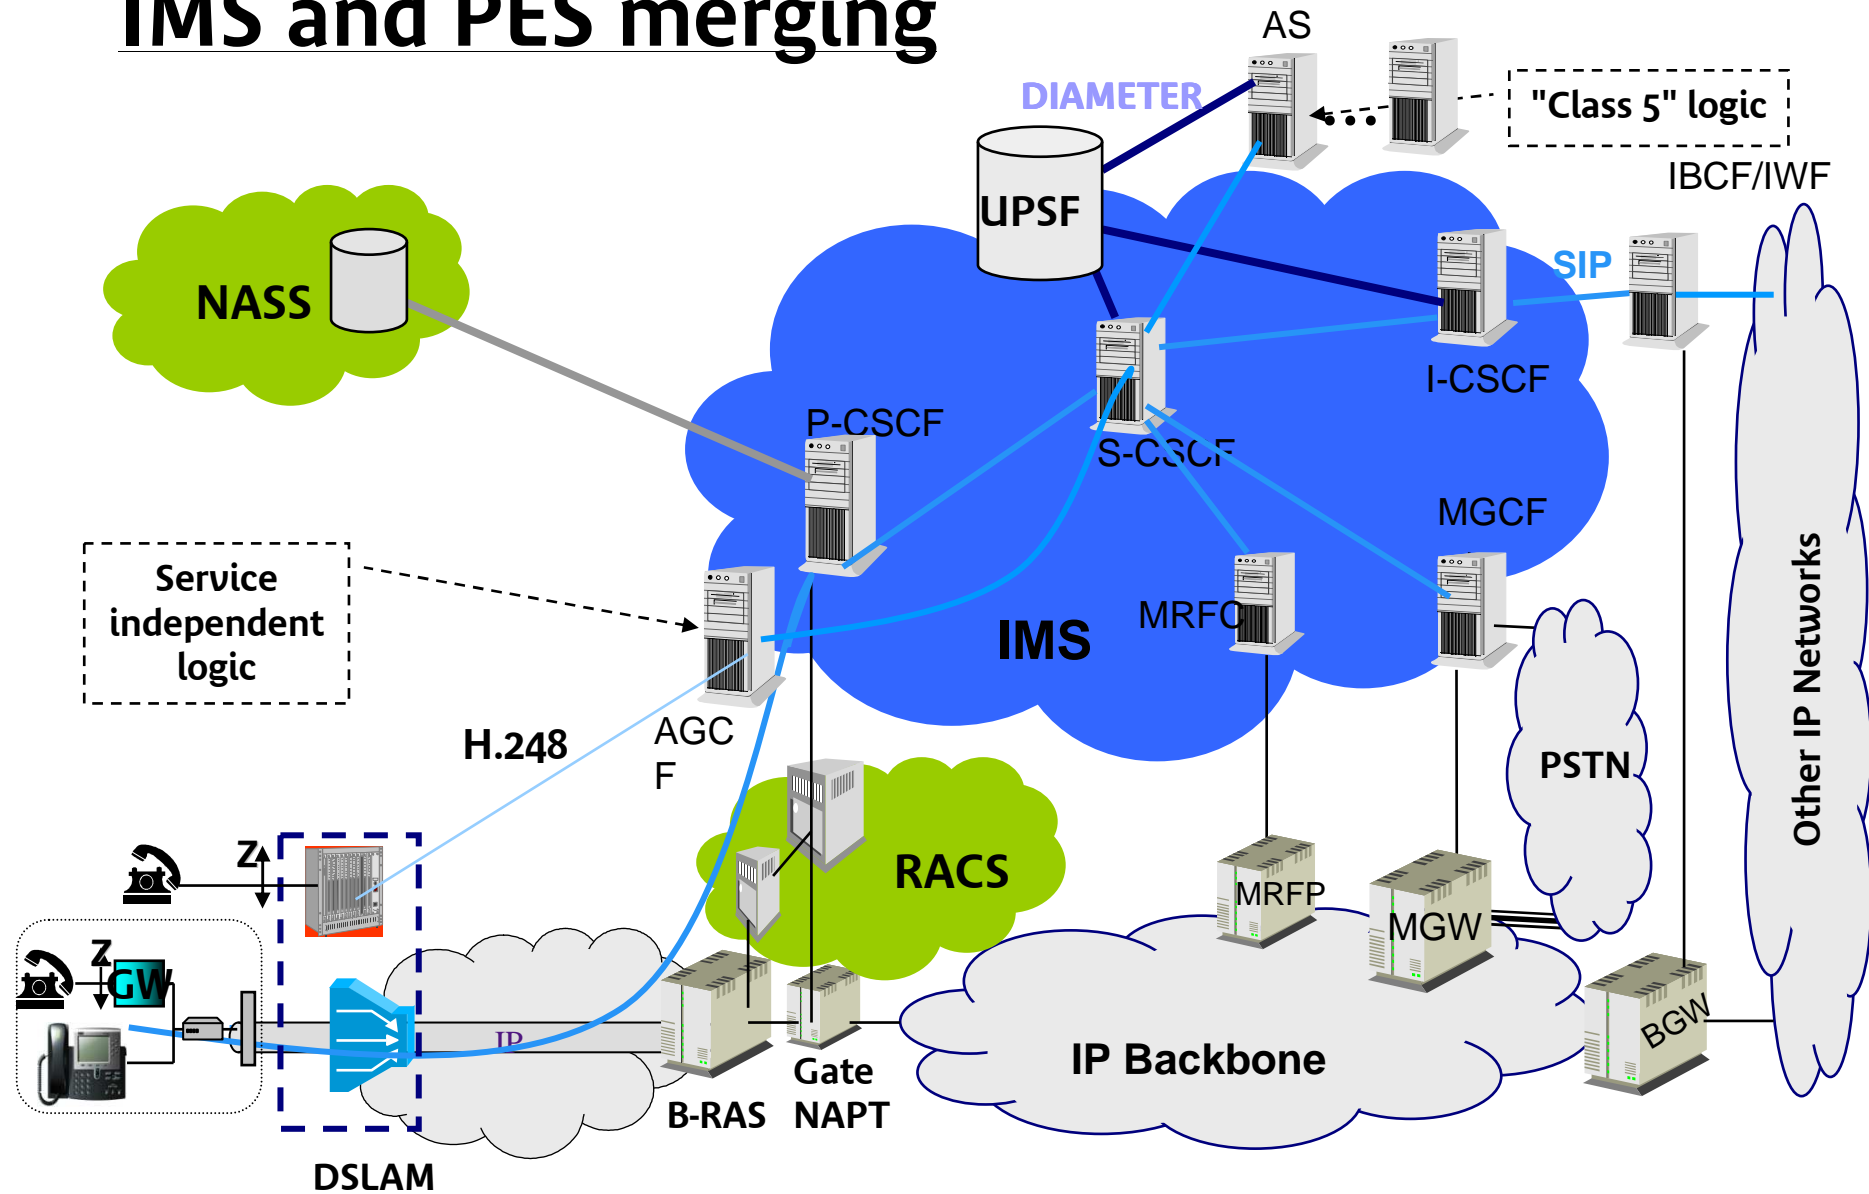 IMS and PES merging
AS
DIAMETER
"Class 5" logic
IBCF/IWF
UPSF
SIP
NASS
I-CSCF
P-CSCF
S-CSCF
MGCF
Service
independent
logic
MRFC
IMS
Other IP Networks
AGC
F
H.248
PSTN
Z
RACS
MRFP
MGW
Z
GW
IP
BGW
IP Backbone
Gate
NAPT
B-RAS
DSLAM